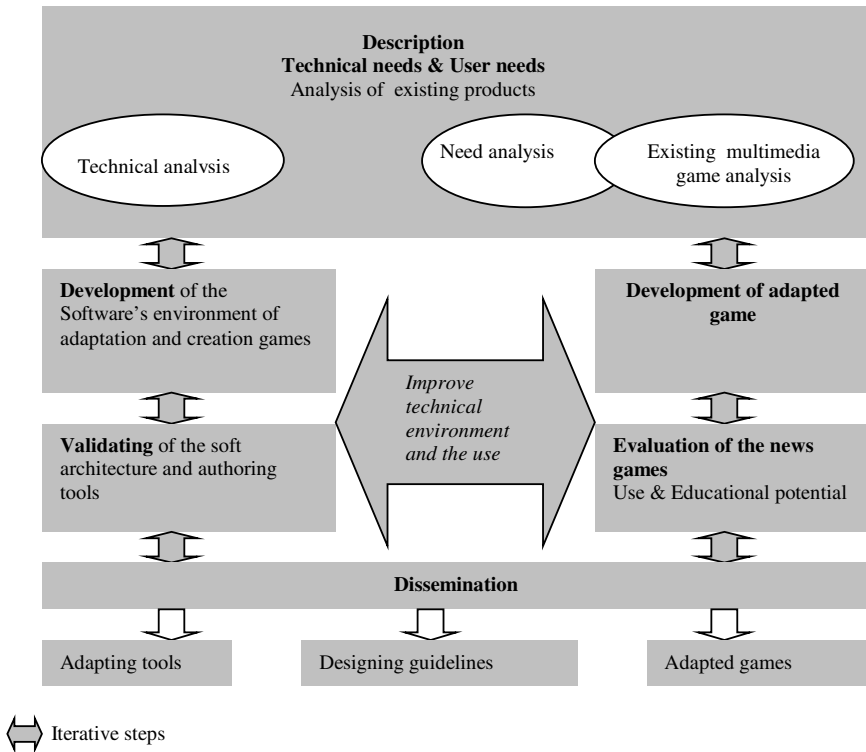 Description
Technical needs & User needs
Analysis of existing products
Technical analvsis
Need analysis
Existing multimedia
game analysis
Development of the
Software's environment of
adaptation and creation games
Development of adapted
game
Improve
technical
environment
and the use
Validating of the soft
architecture and authoring
tools
Evaluation of the news
games
Use & Educational potential
Dissemination
Adapting tools
Designing guidelines
Adapted games
Iterative steps